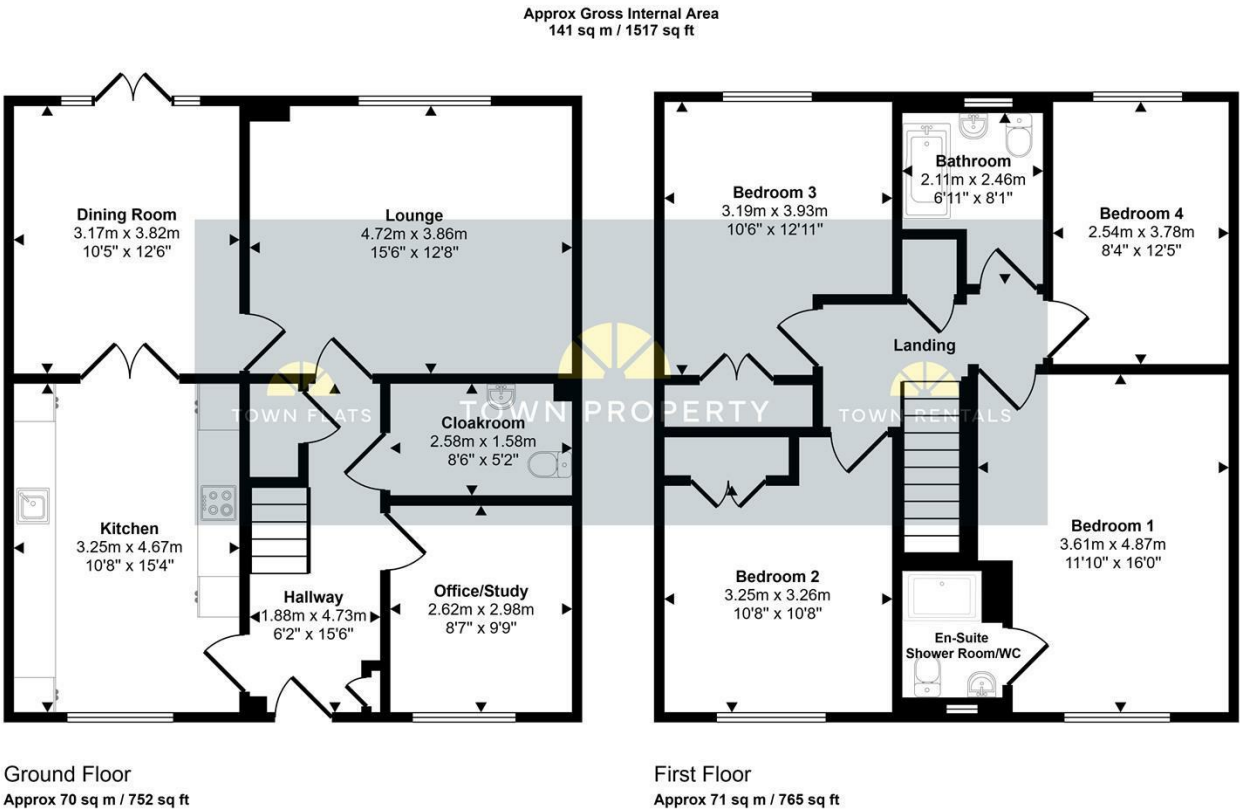 Approx Gross Internal Area
141 sq m / 1517 sq ft
Dining Room
3.17m x 3.82m
10'5" x 12'6"
Lounge
4.72m x 3.86m
15'6" x 12'8"
Kitchen
3.25m x 4.67m
10'8" x 15'4"
Cloakroom
2.58m x 1.58m
8'6" x 5'2"
Hallway
1.88m x 4.73m
6'2" x 15'6"
Office/Study
2.62m x 2.98m
8'7" x 9'9"
Bedroom 3
3.19m x 3.93m
10'6" x 12'11"
Bathroom
2.11m x 2.46m
6'11" x 8'1"
Bedroom 4
2.54m x 3.78m
8'4" x 12'5"
Landing
Bedroom 2
3.25m x 3.26m
10'8" x 10'8"
Bedroom 1
3.61m x 4.87m
11'10" x 16'0"
En-Suite
Shower Room/WC
TOWN FLATS
TOWN PROPERTY
TOWN RENTALS
Ground Floor
Approx 70 sq m / 752 sq ft
First Floor
Approx 71 sq m / 765 sq ft